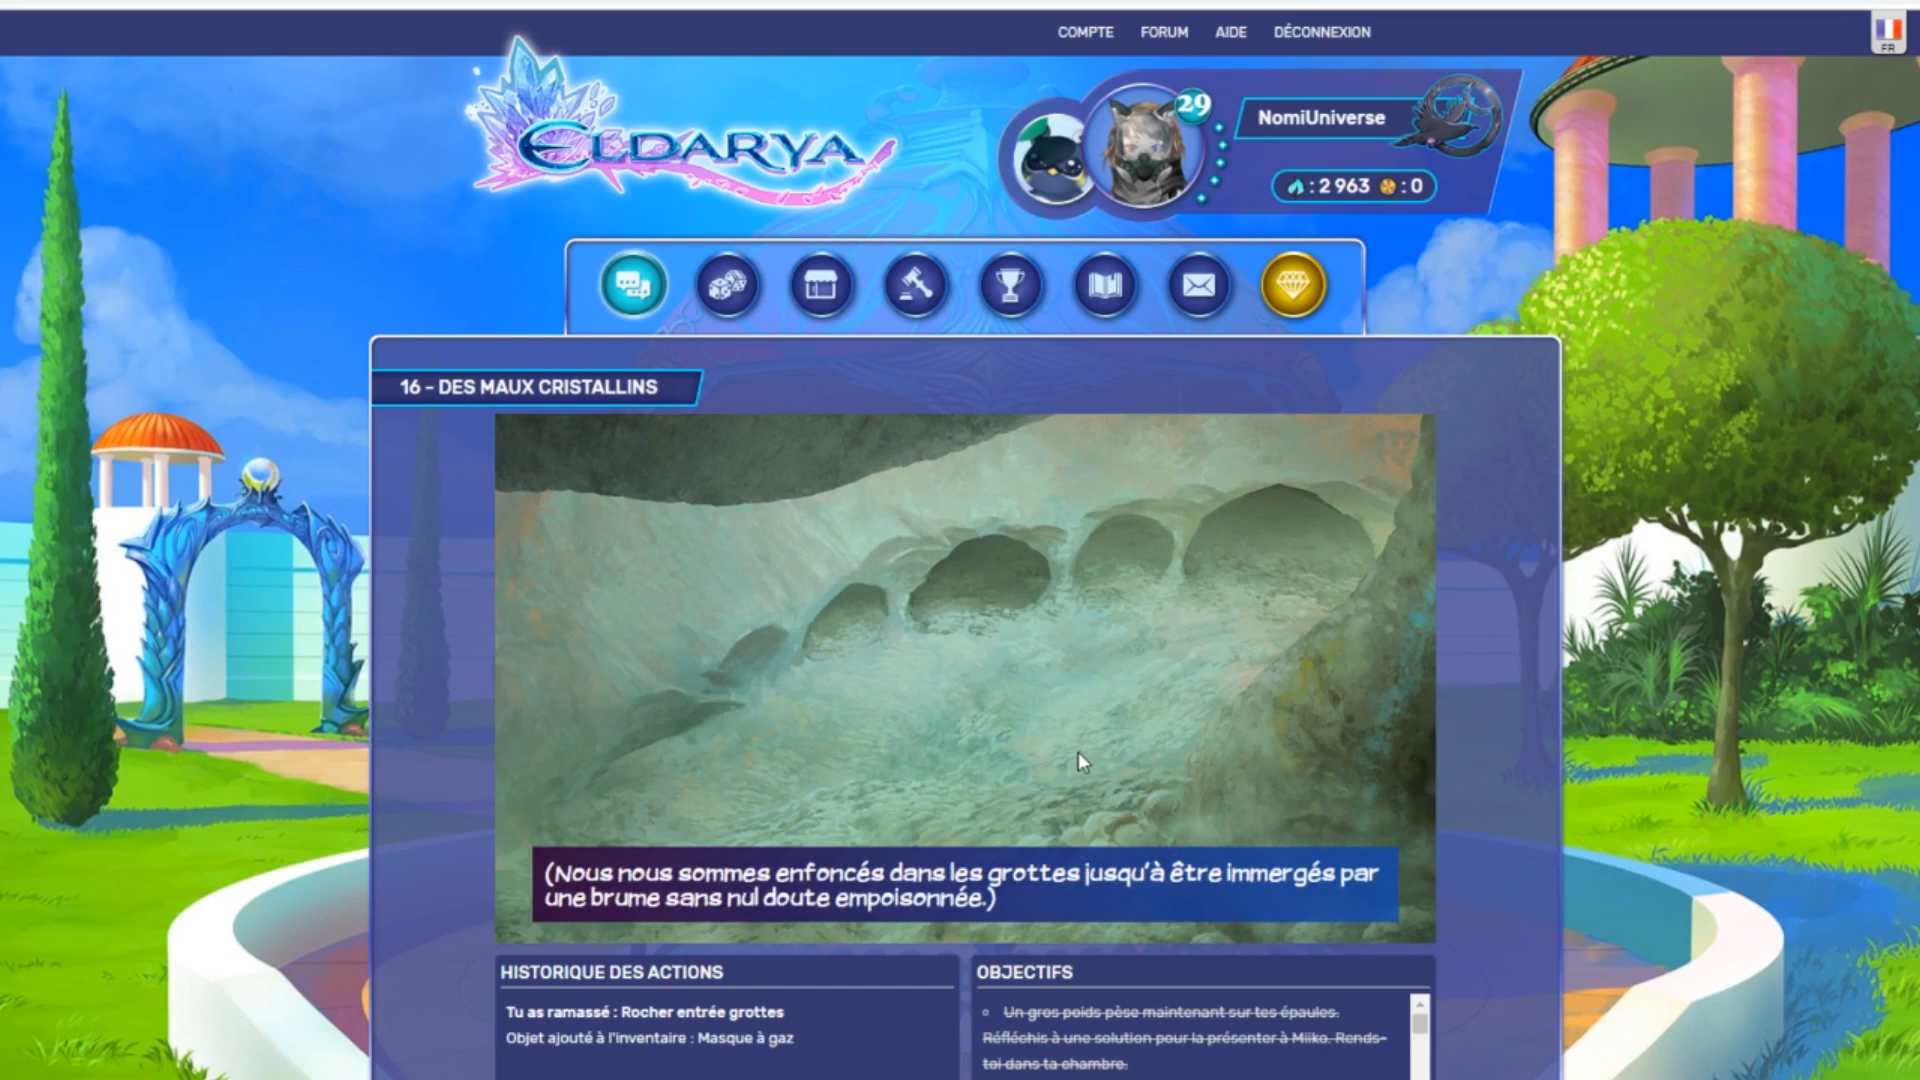 COMPTE FORUM AIDE DÉCONNEXION
FR
ELDARYA
29
NomiUniverse
: 2 963 : 0
16 - DES MAUX CRISTALLINS
(Nous nous sommes enfoncés dans les grottes jusqu'à être immergés par
une brume sans nul doute empoisonnée.)
HISTORIQUE DES ACTIONS
Tu as ramassé : Rocher entrée grottes
Objet ajouté à l'inventaire : Masque à gaz
OBJECTIFS
Un gros poids pèse maintenant sur tes épaules.
Réfléchis à une solution pour la présenter à Miiko. Rends-
toi dans ta chambre.